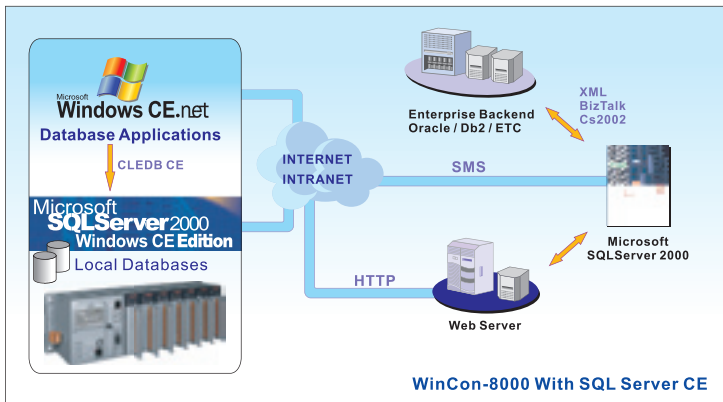 Microsoft
Windows CE.net
Database Applications
CLEDB CE
Microsoft
SQLServer2000
Windows CE Edition
Local Databases
INTERNET
INTRANET
Enterprise Backend
Oracle / Db2 / ETC
XML
BizTalk
Cs2002
SMS
Microsoft
SQLServer 2000
HTTP
Web Server
WinCon-8000 With SQL Server CE